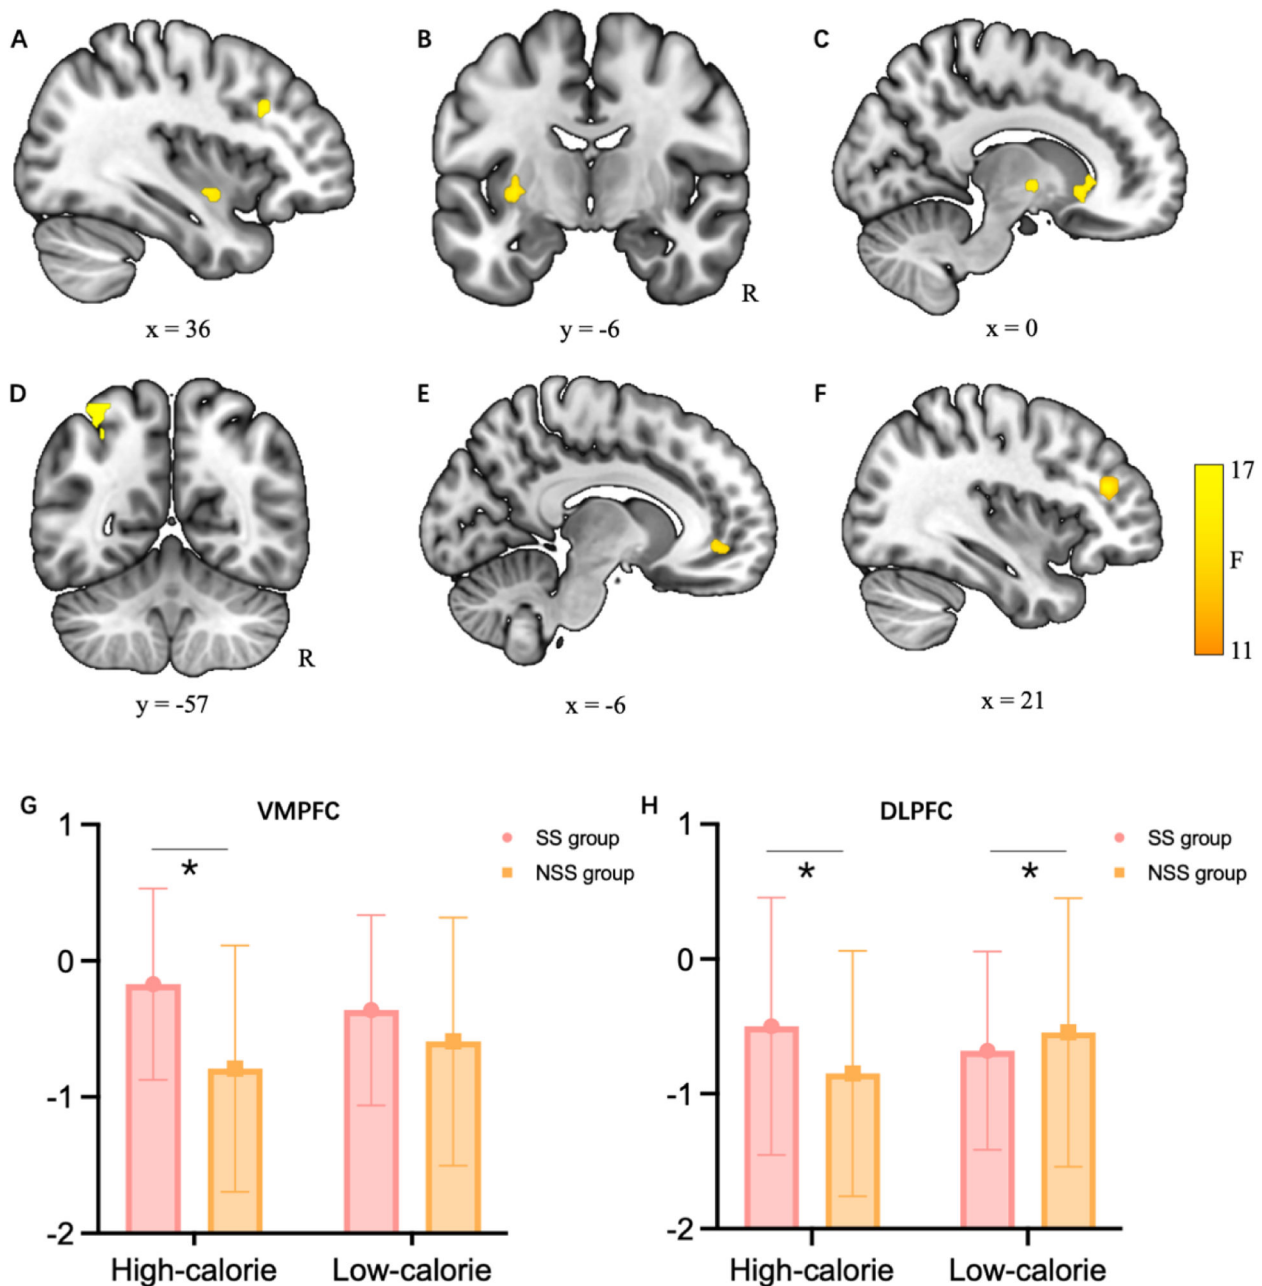 A
B
C
R
x = 36
y = -6
x = 0
D
E
F
17
F
11
R
y = -57
x = -6
x = 21
G
VMPFC
1
0
-1
-2
*
SS group
NSS group
High-calorie
Low-calorie
H
DLPFC
1
0
-1
-2
*
*
SS group
NSS group
High-calorie
Low-calorie